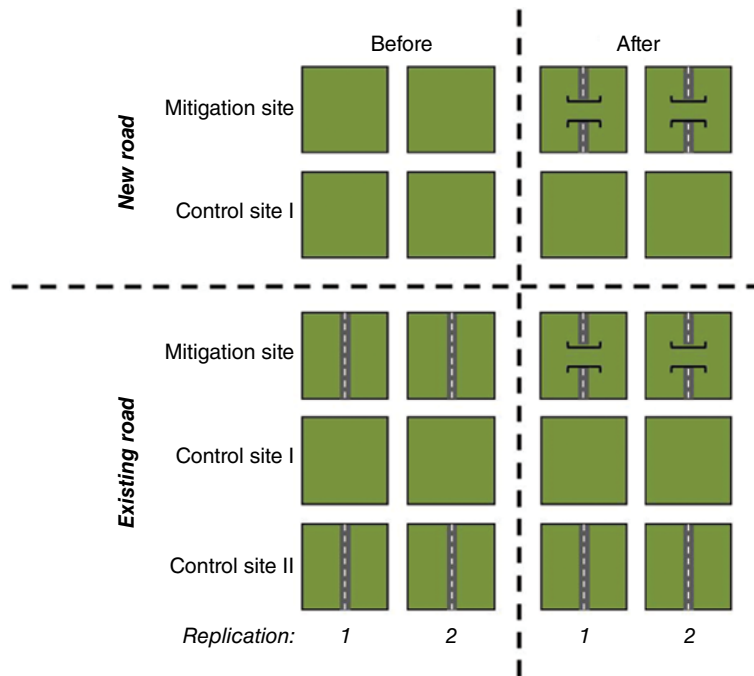 Before After
New road
Mitigation site
Control site I
Existing road
Mitigation site
Control site I
Control site II
Replication: 1 2 1 2